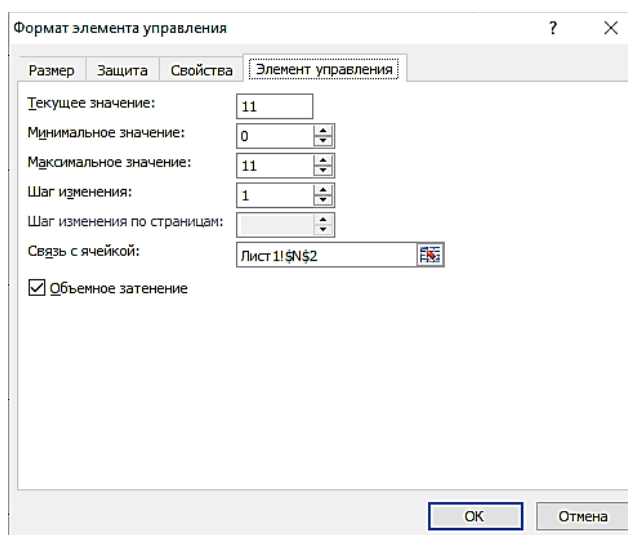 Формат элемента управления ?
Размер Защита Свойства Элемент управления
Текущее значение: 11
Минимальное значение: 0
Максимальное значение: 11
Шаг изменения: 1
Шаг изменения по страницам:
Связь с ячейкой: Лист1!$N$2
Объемное затенение
ОК Отмена